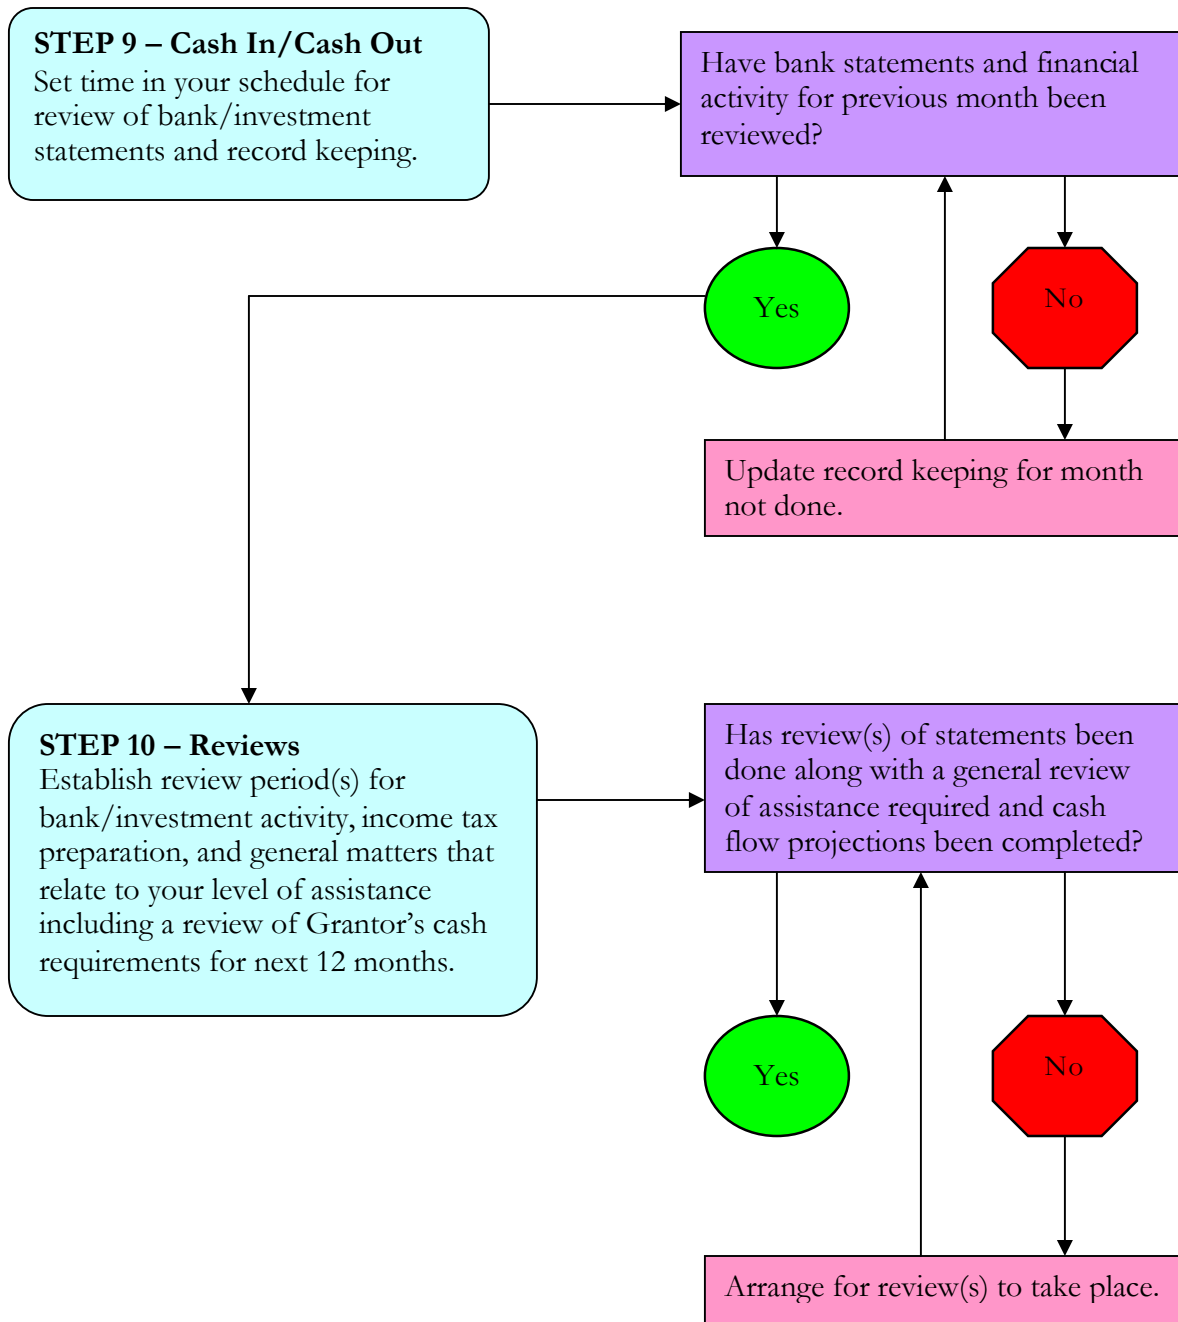 STEP 9 – Cash In/Cash Out
Set time in your schedule for
review of bank/investment
statements and record keeping.
Have bank statements and financial
activity for previous month been
reviewed?
Yes
No
Update record keeping for month
not done.
STEP 10 – Reviews
Establish review period(s) for
bank/investment activity, income tax
preparation, and general matters that
relate to your level of assistance
including a review of Grantor’s cash
requirements for next 12 months.
Has review(s) of statements been
done along with a general review
of assistance required and cash
flow projections been completed?
Yes
No
Arrange for review(s) to take place.